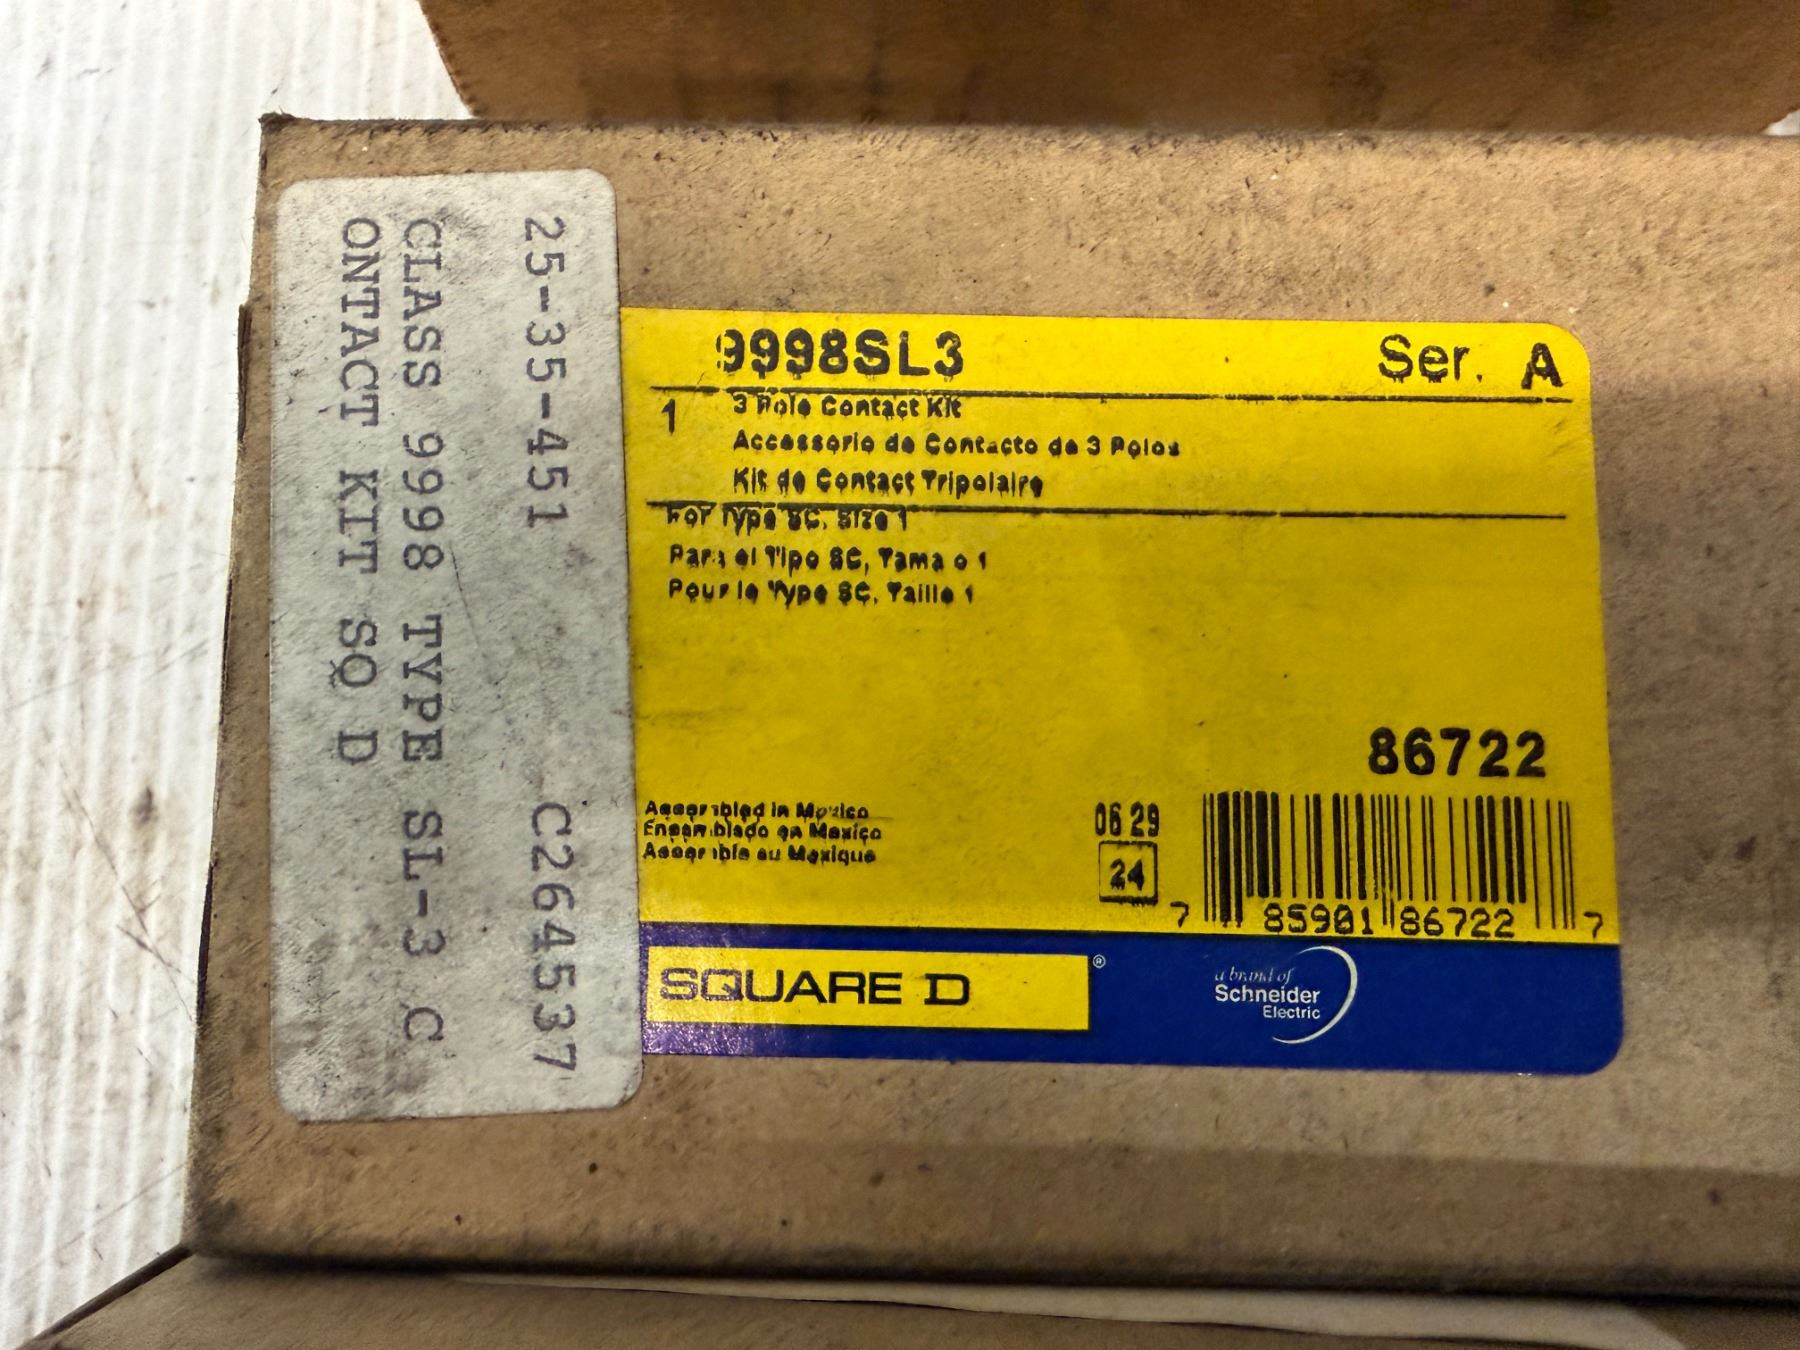 25-35-451 C264537
CLASS 9998 TYPE SL-3 C
ONTACT KIT SQ D
9998SL3 Ser. A
1 3 Pole Contact Kit
Accessorio de Contacto de 3 Polos
Kit de Contact Tripolaire
For Type SC, Size 1
Para el Tipo SC, Tama o 1
Pour le Type SC, Taille 1
86722
Assembled in Mexico
Ensamblado en Mexico
Assemble au Mexique
06 29
24
7 85901 86722 7
SQUARE D ®
a brand of
Schneider
Electric